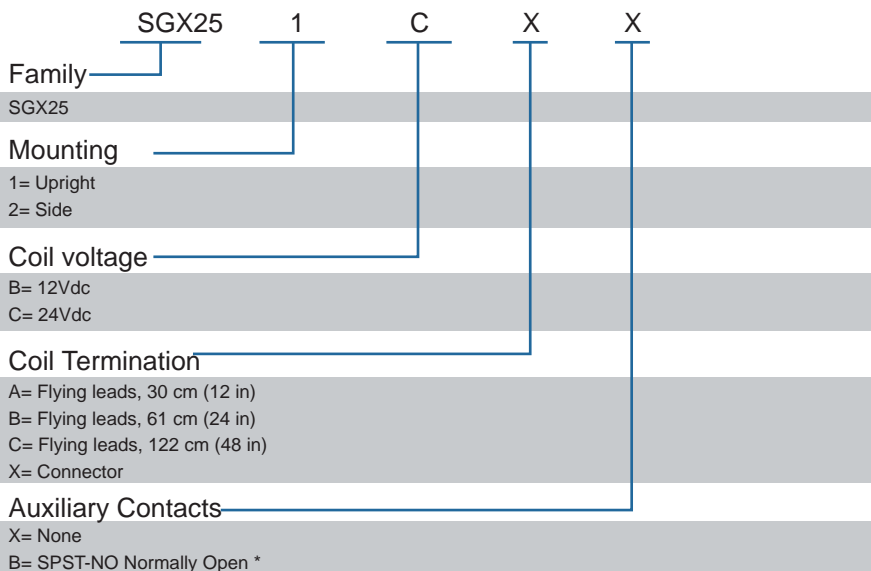 SGX25 1 C X X
Family
SGX25
Mounting
1= Upright
2= Side
Coil voltage
B= 12Vdc
C= 24Vdc
Coil Termination
A= Flying leads, 30 cm (12 in)
B= Flying leads, 61 cm (24 in)
C= Flying leads, 122 cm (48 in)
X= Connector
Auxiliary Contacts
X= None
B= SPST-NO Normally Open *